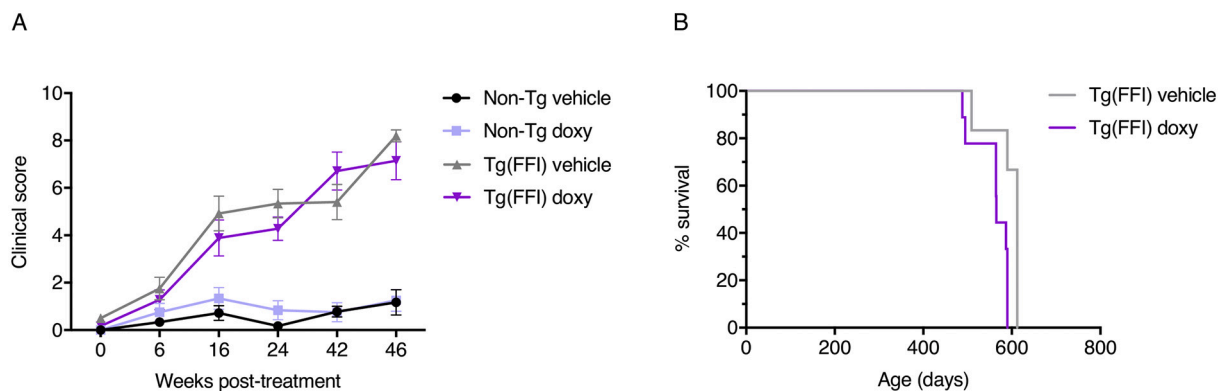 A
Clinical score
10
8
6
4
2
0
0 6 16 24 42 46
Weeks post-treatment
Non-Tg vehicle
Non-Tg doxy
Tg(FFI) vehicle
Tg(FFI) doxy
B
% survival
100
80
60
40
20
0
0 200 400 600 800
Age (days)
Tg(FFI) vehicle
Tg(FFI) doxy